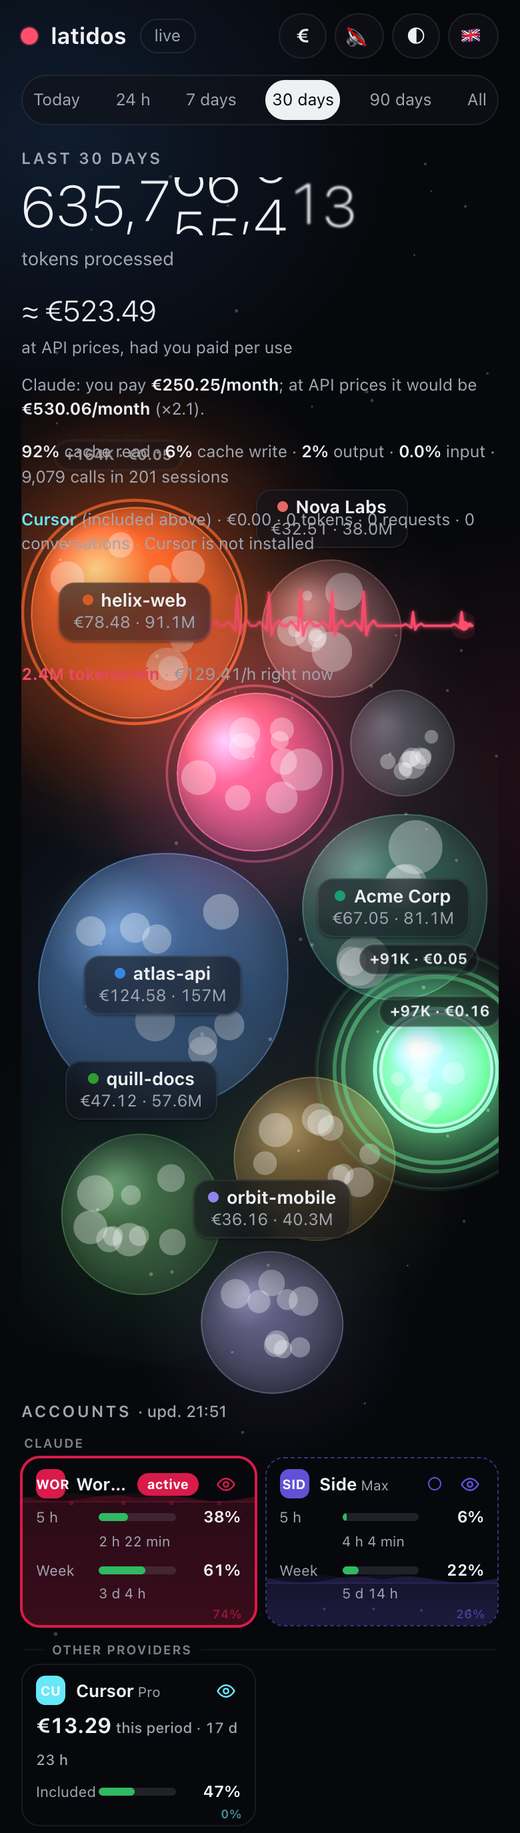 latidos
live
€
Today 24 h 7 days 30 days 90 days All
LAST 30 DAYS
tokens processed
≈ €523.49
at API prices, had you paid per use
Claude: you pay €250.25/month; at API prices it would be
€530.06/month (×2.1).
92% cache read · 6% cache write · 2% output · 0.0% input ·
9,079 calls in 201 sessions
Nova Labs
€32.51 · 38.0M
Cursor (included above) · €0.00 · 0 tokens · 0 requests · 0
conversations · Cursor is not installed
helix-web
€78.48 · 91.1M
2.4M tokens/min · €129.41/h right now
Acme Corp
€67.05 · 81.1M
+91K · €0.05
atlas-api
€124.58 · 157M
+97K · €0.16
quill-docs
€47.12 · 57.6M
orbit-mobile
€36.16 · 40.3M
ACCOUNTS · upd. 21:51
CLAUDE
WOR Wor... active
5 h 38%
2 h 22 min
Week 61%
3 d 4 h
74%
SID Side Max
5 h 6%
4 h 4 min
Week 22%
5 d 14 h
26%
OTHER PROVIDERS
CU Cursor Pro
€13.29 this period · 17 d
23 h
Included 47%
0%